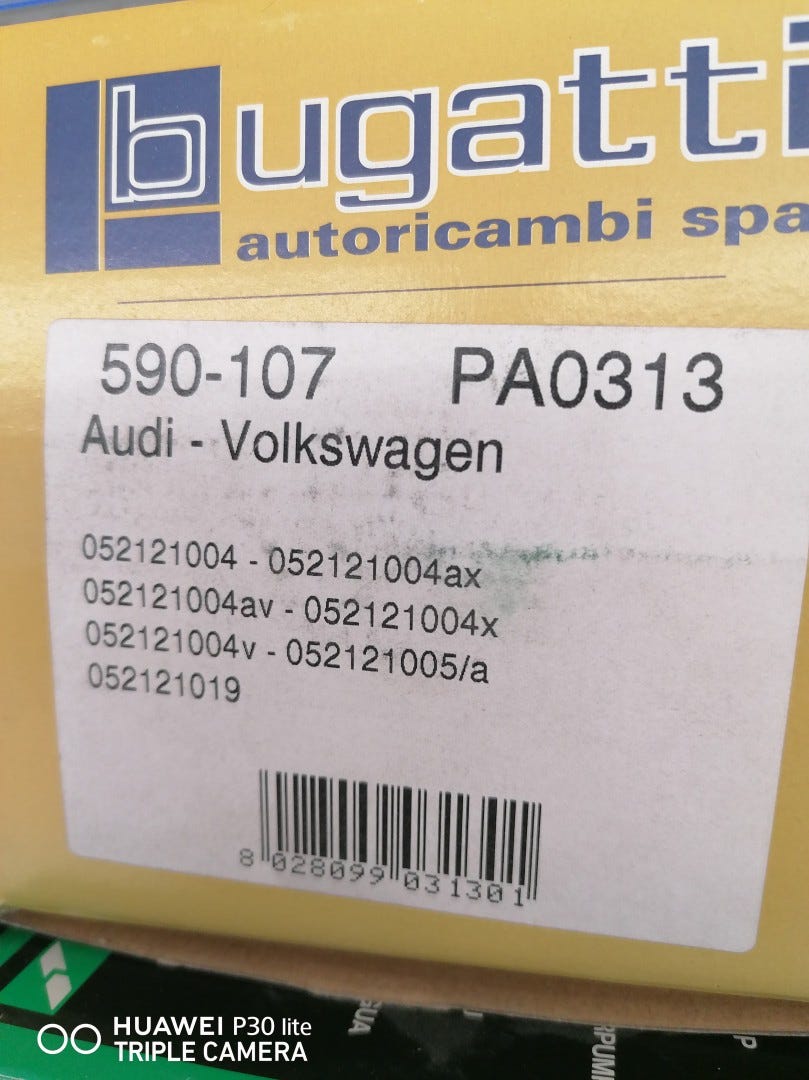 bugatti
autoricambi spa
590-107 PA0313
Audi - Volkswagen
052121004 - 052121004ax
052121004av - 052121004x
052121004v - 052121005/a
052121019
8 028099 031301
HUAWEI P30 lite
TRIPLE CAMERA